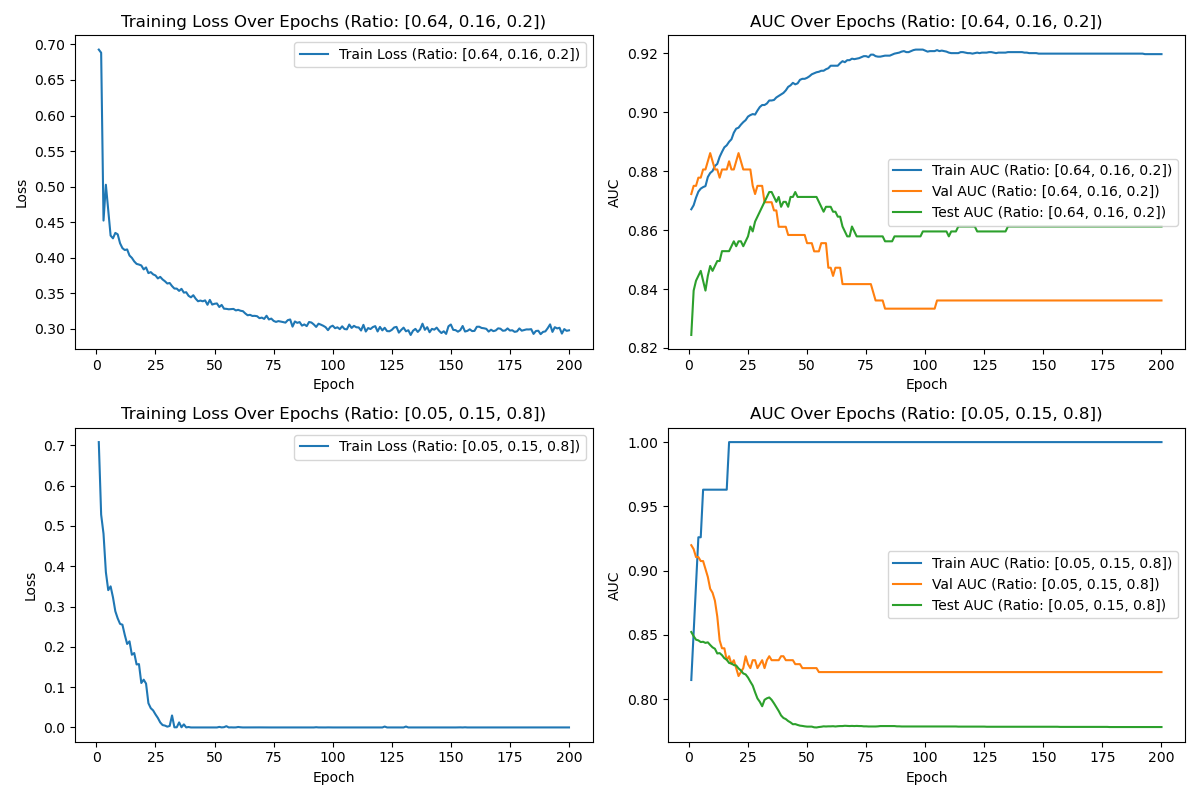 Training Loss Over Epochs (Ratio: [0.64, 0.16, 0.2])
0.70
0.65
0.60
0.55
0.50
0.45
0.40
0.35
0.30
Loss
Train Loss (Ratio: [0.64, 0.16, 0.2])
0 25 50 75 100 125 150 175 200
Epoch
AUC Over Epochs (Ratio: [0.64, 0.16, 0.2])
0.92
0.90
0.88
0.86
0.84
0.82
AUC
Train AUC (Ratio: [0.64, 0.16, 0.2])
Val AUC (Ratio: [0.64, 0.16, 0.2])
Test AUC (Ratio: [0.64, 0.16, 0.2])
0 25 50 75 100 125 150 175 200
Epoch
Training Loss Over Epochs (Ratio: [0.05, 0.15, 0.8])
0.7
0.6
0.5
0.4
0.3
0.2
0.1
0.0
Loss
Train Loss (Ratio: [0.05, 0.15, 0.8])
0 25 50 75 100 125 150 175 200
Epoch
AUC Over Epochs (Ratio: [0.05, 0.15, 0.8])
1.00
0.95
0.90
0.85
0.80
AUC
Train AUC (Ratio: [0.05, 0.15, 0.8])
Val AUC (Ratio: [0.05, 0.15, 0.8])
Test AUC (Ratio: [0.05, 0.15, 0.8])
0 25 50 75 100 125 150 175 200
Epoch